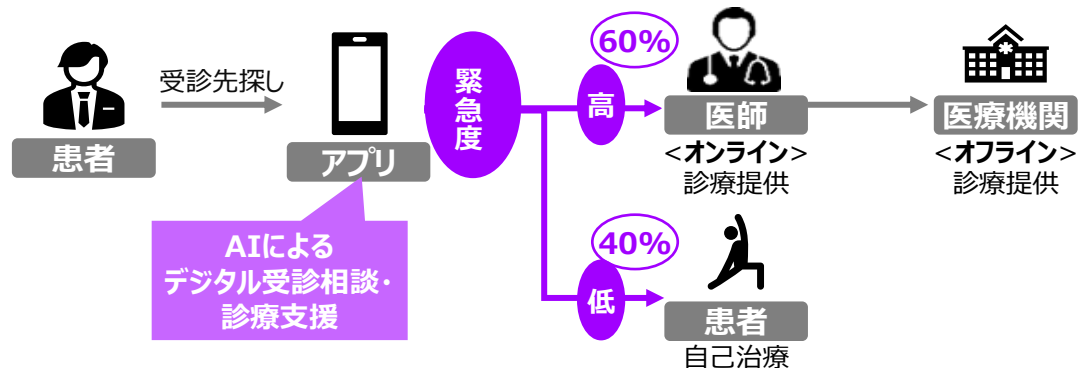 患者
受診先探し
アプリ
AIによる
デジタル受診相談・
診療支援
緊急度
60%
高
医師
<オンライン>
診療提供
医療機関
<オフライン>
診療提供
40%
低
患者
自己治療